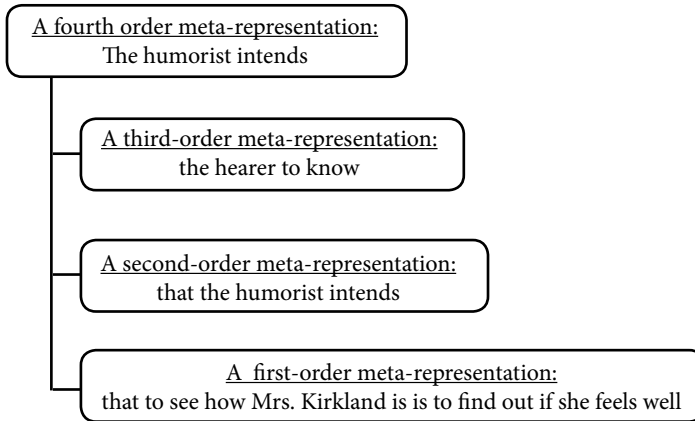 A fourth order meta-representation:
The humorist intends
A third-order meta-representation:
the hearer to know
A second-order meta-representation:
that the humorist intends
A first-order meta-representation:
that to see how Mrs. Kirkland is is to find out if she feels well